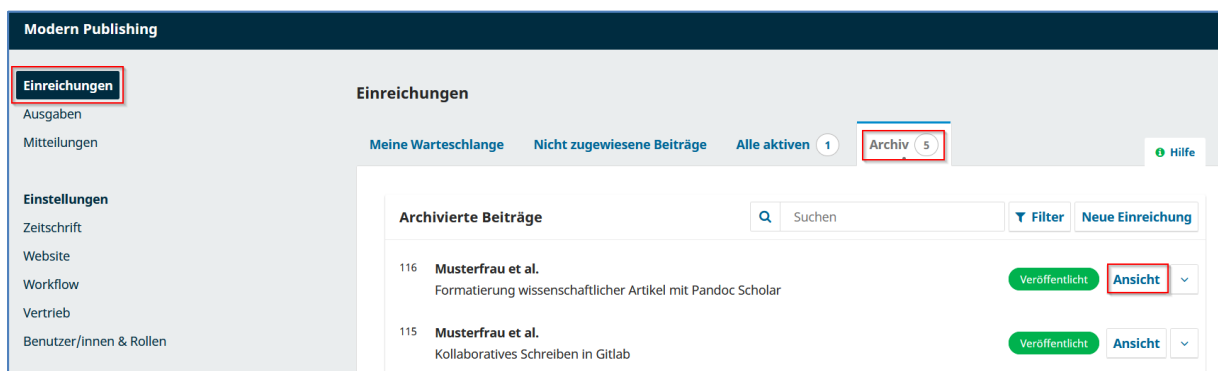 Modern Publishing
Einreichungen
Ausgaben
Mitteilungen
Einstellungen
Zeitschrift
Website
Workflow
Vertrieb
Benutzer/innen & Rollen
Einreichungen
Meine Warteschlange Nicht zugewiesene Beiträge Alle aktiven 1 Archiv 5 Hilfe
Archivierte Beiträge Suchen Filter Neue Einreichung
116 Musterfrau et al.
Formatierung wissenschaftlicher Artikel mit Pandoc Scholar
Veröffentlicht Ansicht
115 Musterfrau et al.
Kollaboratives Schreiben in Gitlab
Veröffentlicht Ansicht